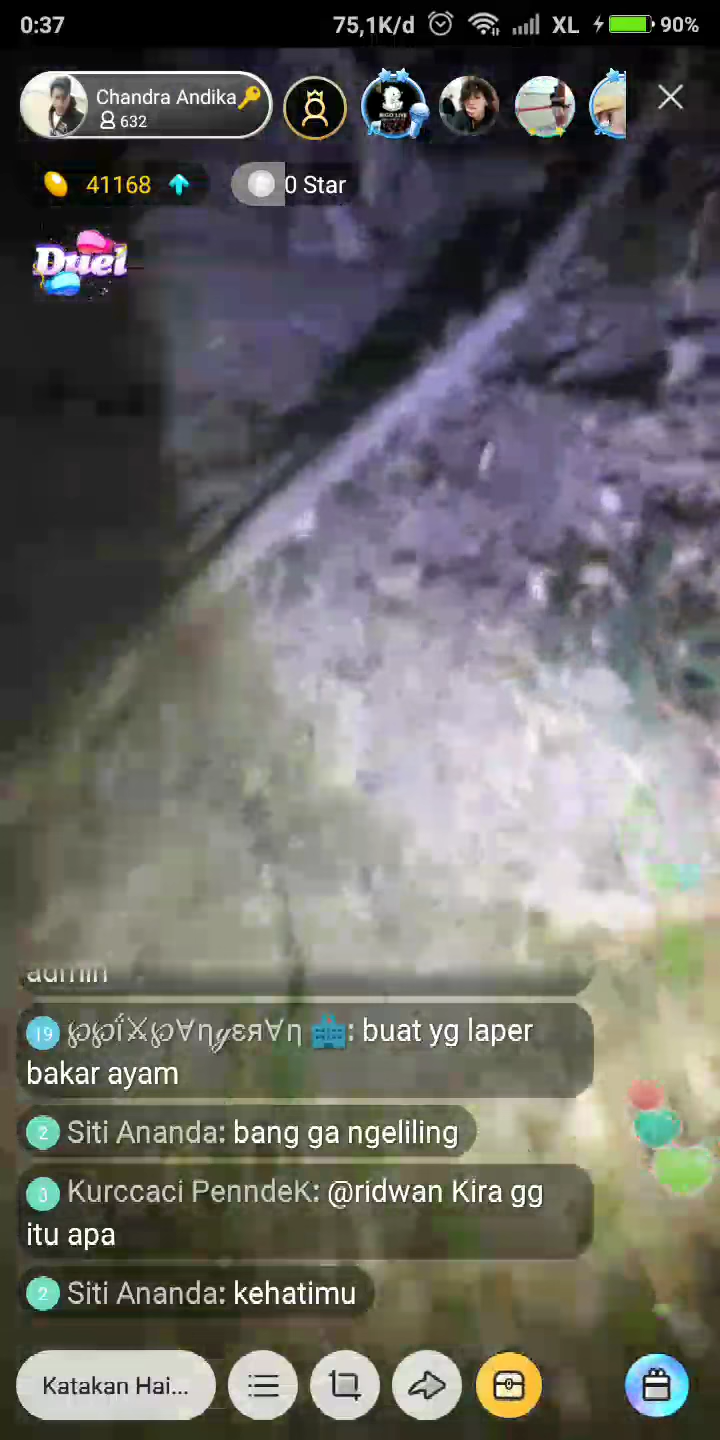 0:37 75,1K/d XL 90%
Chandra Andika
632
BIGO LIVE
41168 0 Star
Duel
admin
19 : buat yg laper
bakar ayam
2 Siti Ananda: bang ga ngeliling
3 Kurccaci PenndeK: @ridwan Kira gg
itu apa
2 Siti Ananda: kehatimu
Katakan Hai...